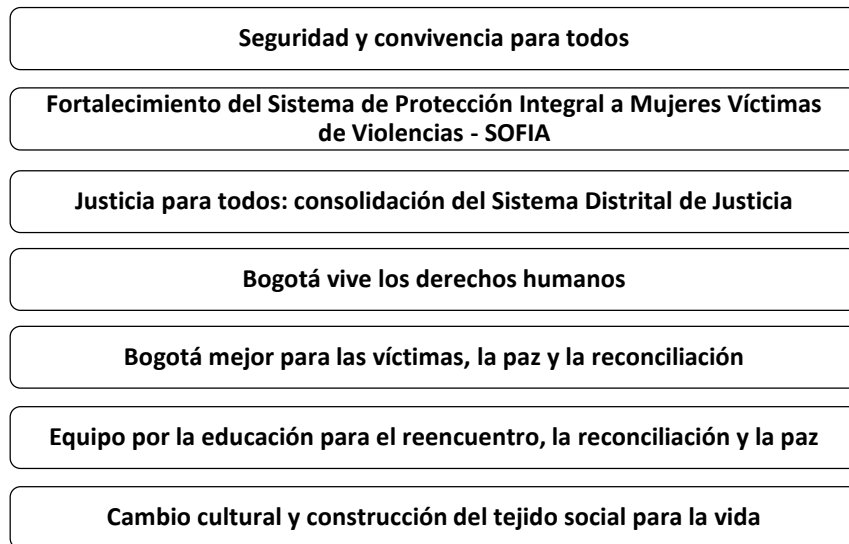 Seguridad y convivencia para todos
Fortalecimiento del Sistema de Protección Integral a Mujeres Víctimas
de Violencias - SOFIA
Justicia para todos: consolidación del Sistema Distrital de Justicia
Bogotá vive los derechos humanos
Bogotá mejor para las víctimas, la paz y la reconciliación
Equipo por la educación para el reencuentro, la reconciliación y la paz
Cambio cultural y construcción del tejido social para la vida